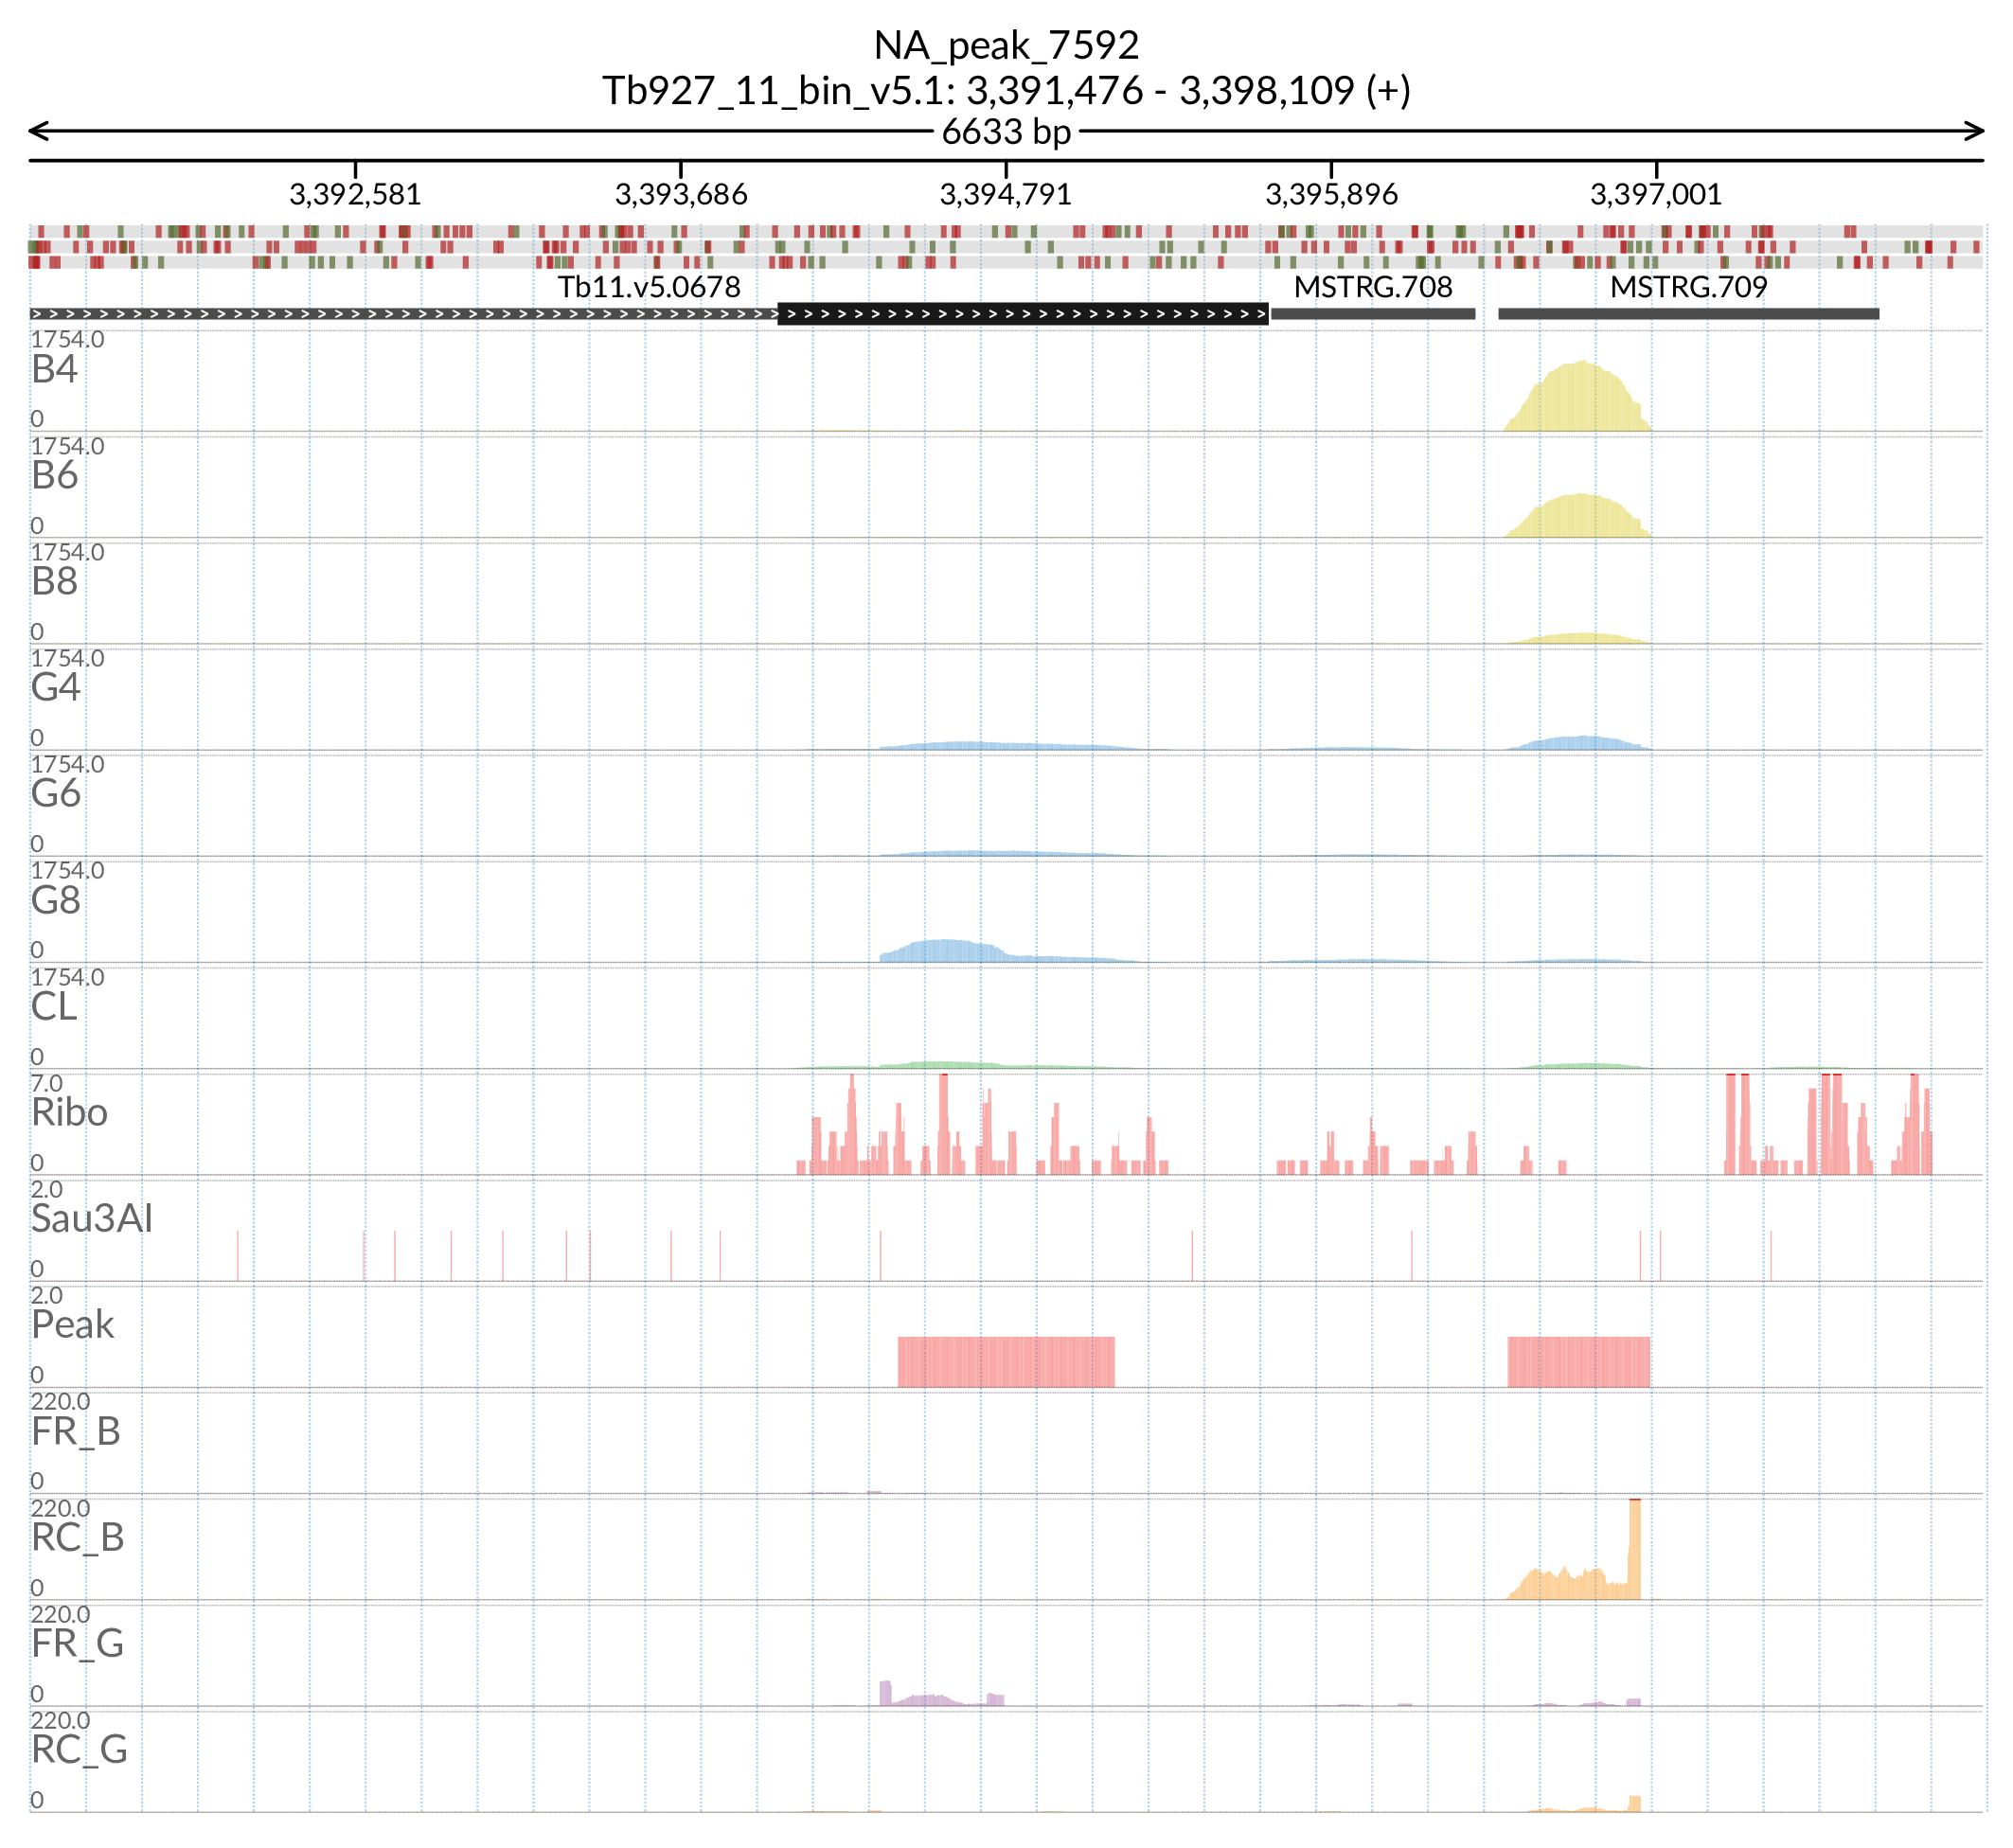 NA_peak_7592
Tb927_11_bin_v5.1: 3,391,476 - 3,398,109 (+)
6633 bp
3,392,581 3,393,686 3,394,791 3,395,896 3,397,001
Tb11.v5.0678 MSTRG.708 MSTRG.709
1754.0
B4
0
1754.0
B6
0
1754.0
B8
0
1754.0
G4
0
1754.0
G6
0
1754.0
G8
0
1754.0
CL
0
7.0
Ribo
0
2.0
Sau3AI
0
2.0
Peak
0
220.0
FR_B
0
220.0
RC_B
0
220.0
FR_G
0
220.0
RC_G
0